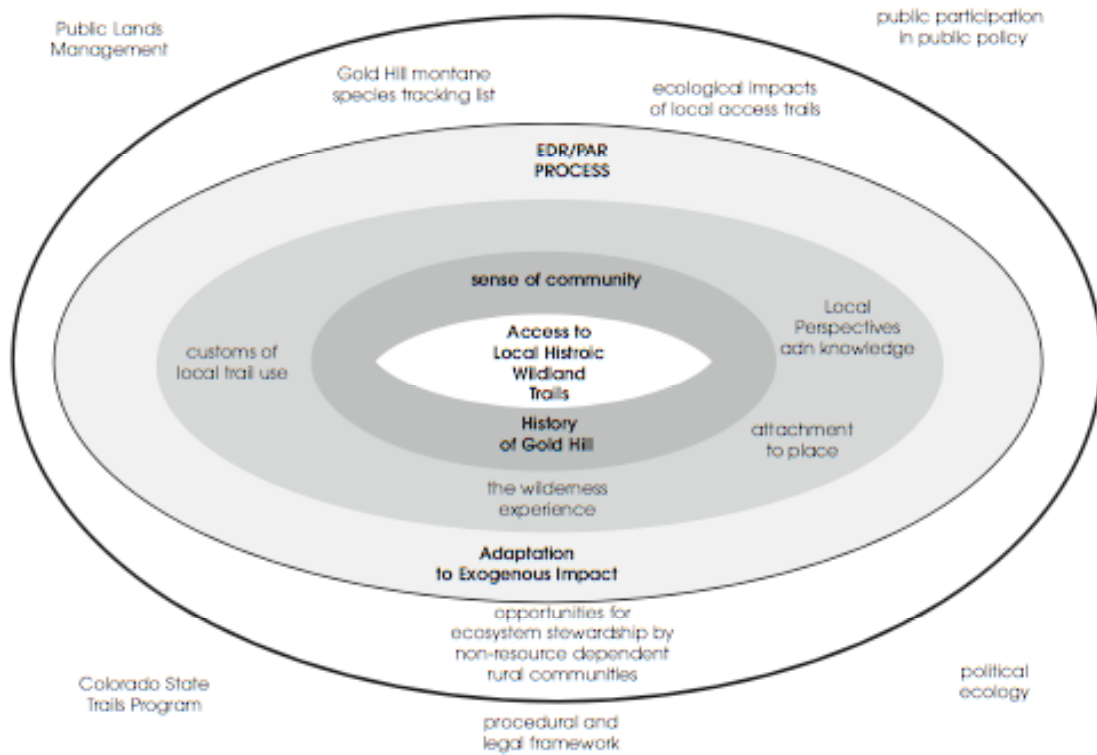 Public Lands
Management
public participation
in public policy
Gold Hill montane
species tracking list
ecological impacts
of local access trails
EDR/PAR
PROCESS
sense of community
Access to
Local Histroic
Wildland
Trails
customs of
local trail use
Local
Perspectives
adn knowledge
History
of Gold Hill
attachment
to place
the wilderness
experience
Adaptation
to Exogenous Impact
opportunities for
ecosystem stewardship by
non-resource dependent
rural communities
Colorado State
Trails Program
political
ecology
procedural and
legal framework